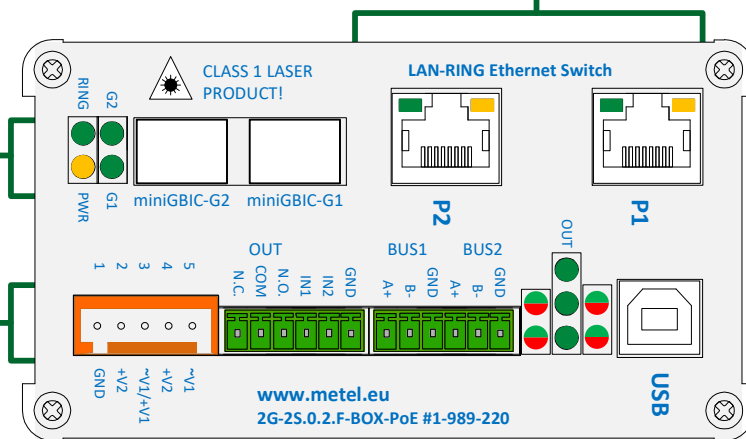 CLASS 1 LASER
PRODUCT!
LAN-RING Ethernet Switch
RING
G2
PWR
G1
miniGBIC-G2
miniGBIC-G1
P2
P1
OUT
BUS1
BUS2
OUT
1
2
3
4
5
N.C.
COM
N.O.
IN1
IN2
GND
A+
B-
GND
A+
B-
GND
GND
+V2
~V1/+V1
+V2
~V1
USB
www.metel.eu
2G-2S.0.2.F-BOX-PoE #1-989-220